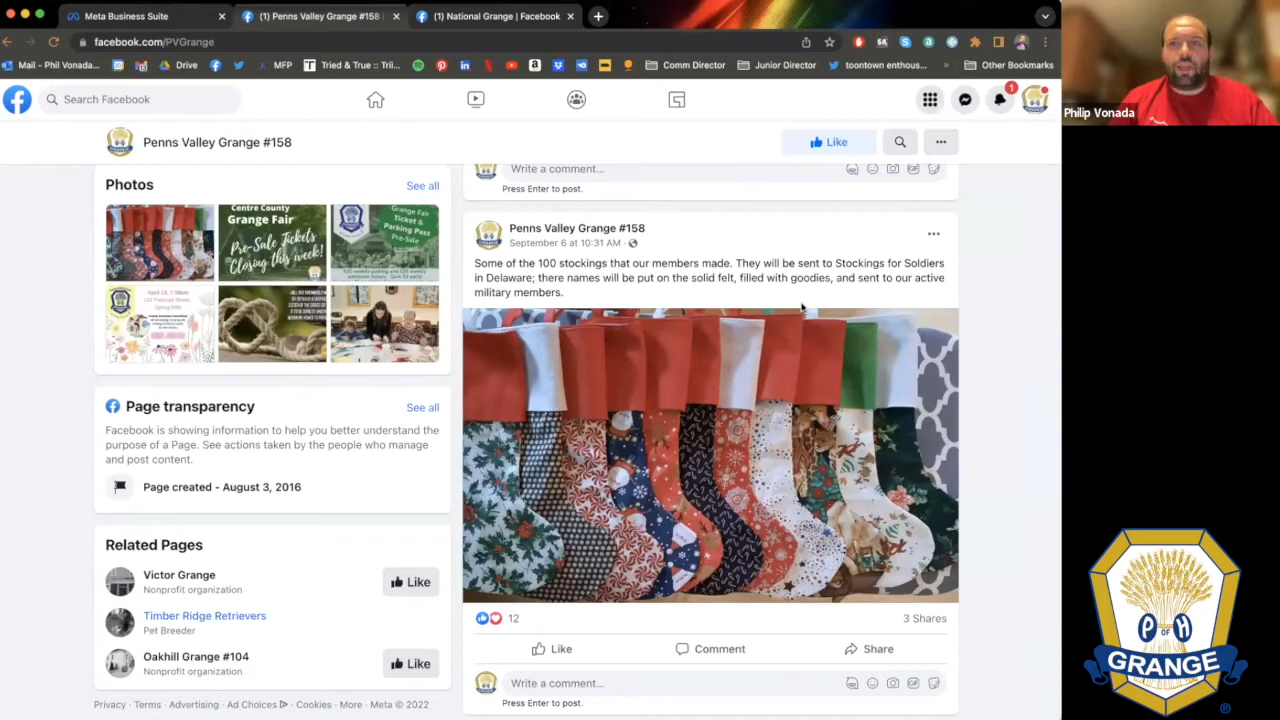 Meta Business Suite
(1) Penns Valley Grange #158
(1) National Grange | Facebook
facebook.com/PVGrange
Mail - Phil Vonada...
Drive
MFP
Tried & True :: Trii...
Comm Director
Junior Director
toontown enthous...
Other Bookmarks
Search Facebook
1
Philip Vonada
Penns Valley Grange #158
Like
Photos
See all
Centre County
Grange Fair
Pre-Sale Tickets
Closing this week!
Grange Fair
Ticket &
Parking Pass
Pre-Sale
Page transparency
See all
Facebook is showing information to help you better understand the
purpose of a Page. See actions taken by the people who manage
and post content.
Page created - August 3, 2016
Related Pages
Victor Grange
Nonprofit organization
Like
Timber Ridge Retrievers
Pet Breeder
Oakhill Grange #104
Nonprofit organization
Like
Privacy · Terms · Advertising · Ad Choices · Cookies · More · Meta © 2022
Write a comment...
Press Enter to post.
Penns Valley Grange #158
September 6 at 10:31 AM ·
Some of the 100 stockings that our members made. They will be sent to Stockings for Soldiers
in Delaware; there names will be put on the solid felt, filled with goodies, and sent to our active
military members.
12
3 Shares
Like
Comment
Share
Write a comment...
Press Enter to post.
P OF H
GRANGE
®